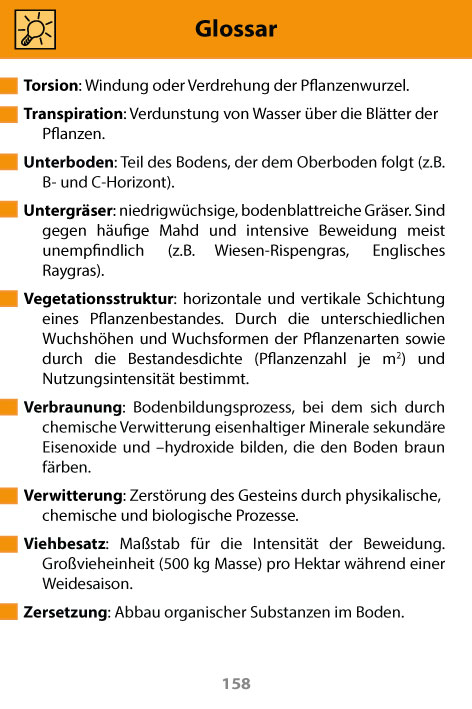 Glossar
Torsion: Windung oder Verdrehung der Pflanzenwurzel.
Transpiration: Verdunstung von Wasser über die Blätter der
Pflanzen.
Unterboden: Teil des Bodens, der dem Oberboden folgt (z.B.
B- und C-Horizont).
Untergräser: niedrigwüchsige, bodenblattreiche Gräser. Sind
gegen häufige Mahd und intensive Beweidung meist
unempfindlich (z.B. Wiesen-Rispengras, Englisches
Raygras).
Vegetationsstruktur: horizontale und vertikale Schichtung
eines Pflanzenbestandes. Durch die unterschiedlichen
Wuchshöhen und Wuchsformen der Pflanzenarten sowie
durch die Bestandesdichte (Pflanzenzahl je m²) und
Nutzungsintensität bestimmt.
Verbraunung: Bodenbildungsprozess, bei dem sich durch
chemische Verwitterung eisenhaltiger Minerale sekundäre
Eisenoxide und –hydroxide bilden, die den Boden braun
färben.
Verwitterung: Zerstörung des Gesteins durch physikalische,
chemische und biologische Prozesse.
Viehbesatz: Maßstab für die Intensität der Beweidung.
Großvieheinheit (500 kg Masse) pro Hektar während einer
Weidesaison.
Zersetzung: Abbau organischer Substanzen im Boden.
158